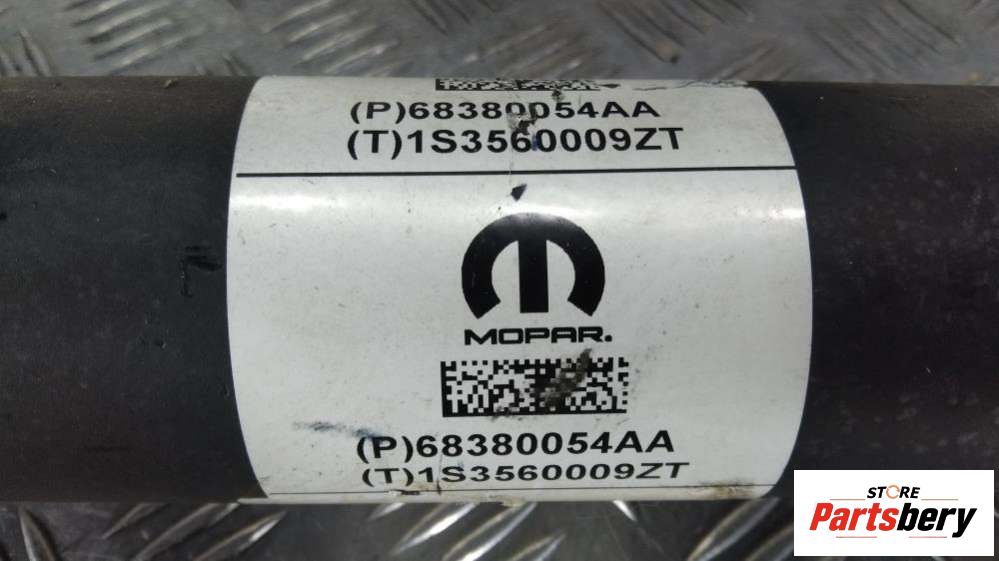 (P)68380054AA
(T)1S3560009ZT
MOPAR.
(P)68380054AA
(T)1S3560009ZT
STORE
Partsbery